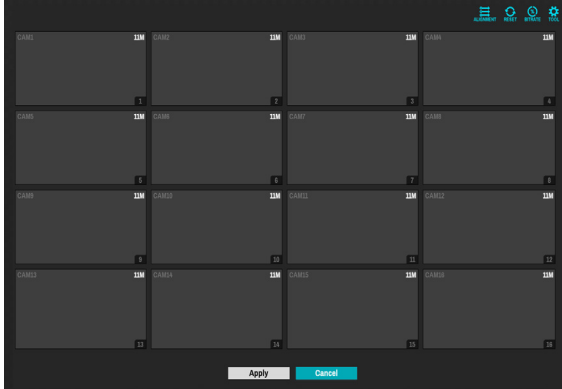 ALIGNMENT RESET BITRATE TOOL
CAM1 11M CAM2 11M CAM3 11M CAM4 11M
1 2 3 4
CAM5 11M CAM6 11M CAM7 11M CAM8 11M
5 6 7 8
CAM9 11M CAM10 11M CAM11 11M CAM12 11M
9 10 11 12
CAM13 11M CAM14 11M CAM15 11M CAM16 11M
13 14 15 16
Apply Cancel